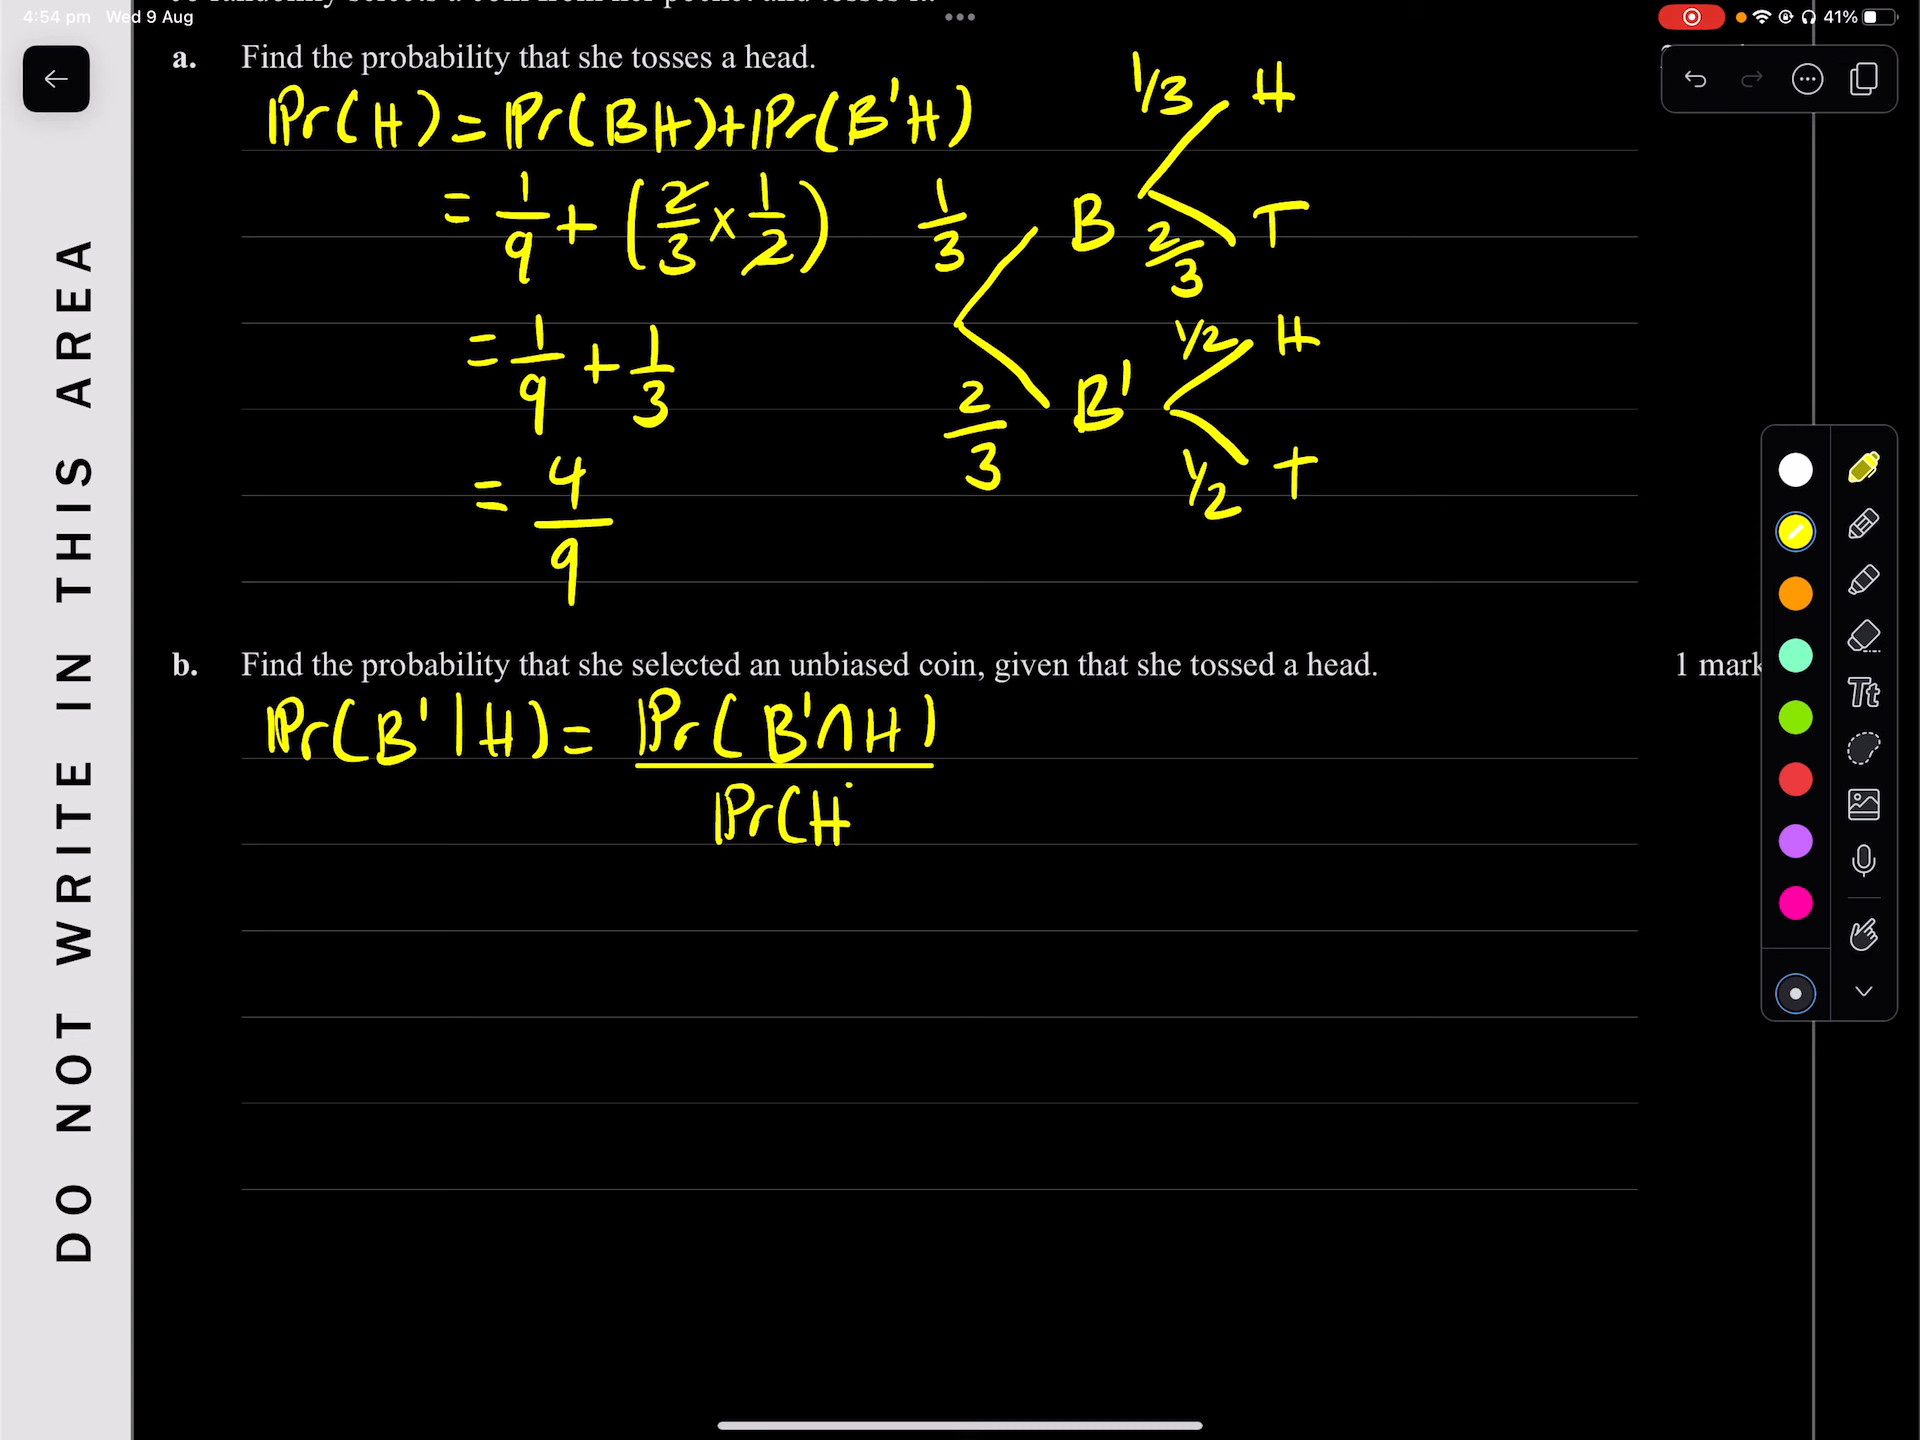 4:54 pm Wed 9 Aug
41%
a. Find the probability that she tosses a head.
Pr(H) = Pr(BH) + Pr(B'H)
= 1/9 + (2/3 × 1/2)
= 1/9 + 1/3
= 4/9
1/3 H
1/3 B
2/3 T
1/2 H
2/3 B'
1/2 T
b. Find the probability that she selected an unbiased coin, given that she tossed a head.
1 mark
Pr(B'|H) = Pr(B'∩H)
Pr(H
Tt
DO NOT WRITE IN THIS AREA